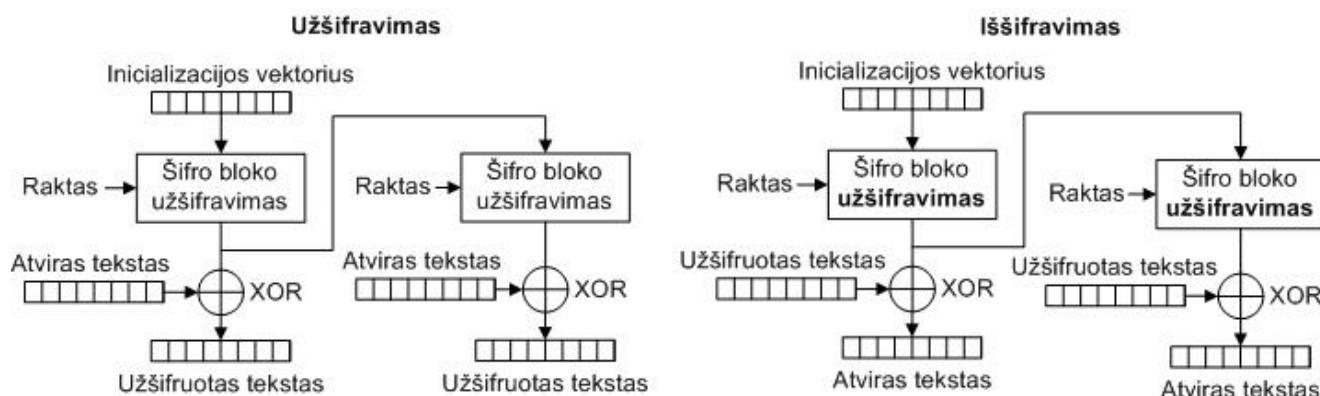 Užšifravimas
Inicializacijos vektorius
Raktas
Šifro bloko
užšifravimas
Raktas
Šifro bloko
užšifravimas
Atviras tekstas
XOR
Atviras tekstas
XOR
Užšifruotas tekstas
Užšifruotas tekstas
Iššifravimas
Inicializacijos vektorius
Raktas
Šifro bloko
užšifravimas
Raktas
Šifro bloko
užšifravimas
Užšifruotas tekstas
XOR
Užšifruotas tekstas
XOR
Atviras tekstas
Atviras tekstas